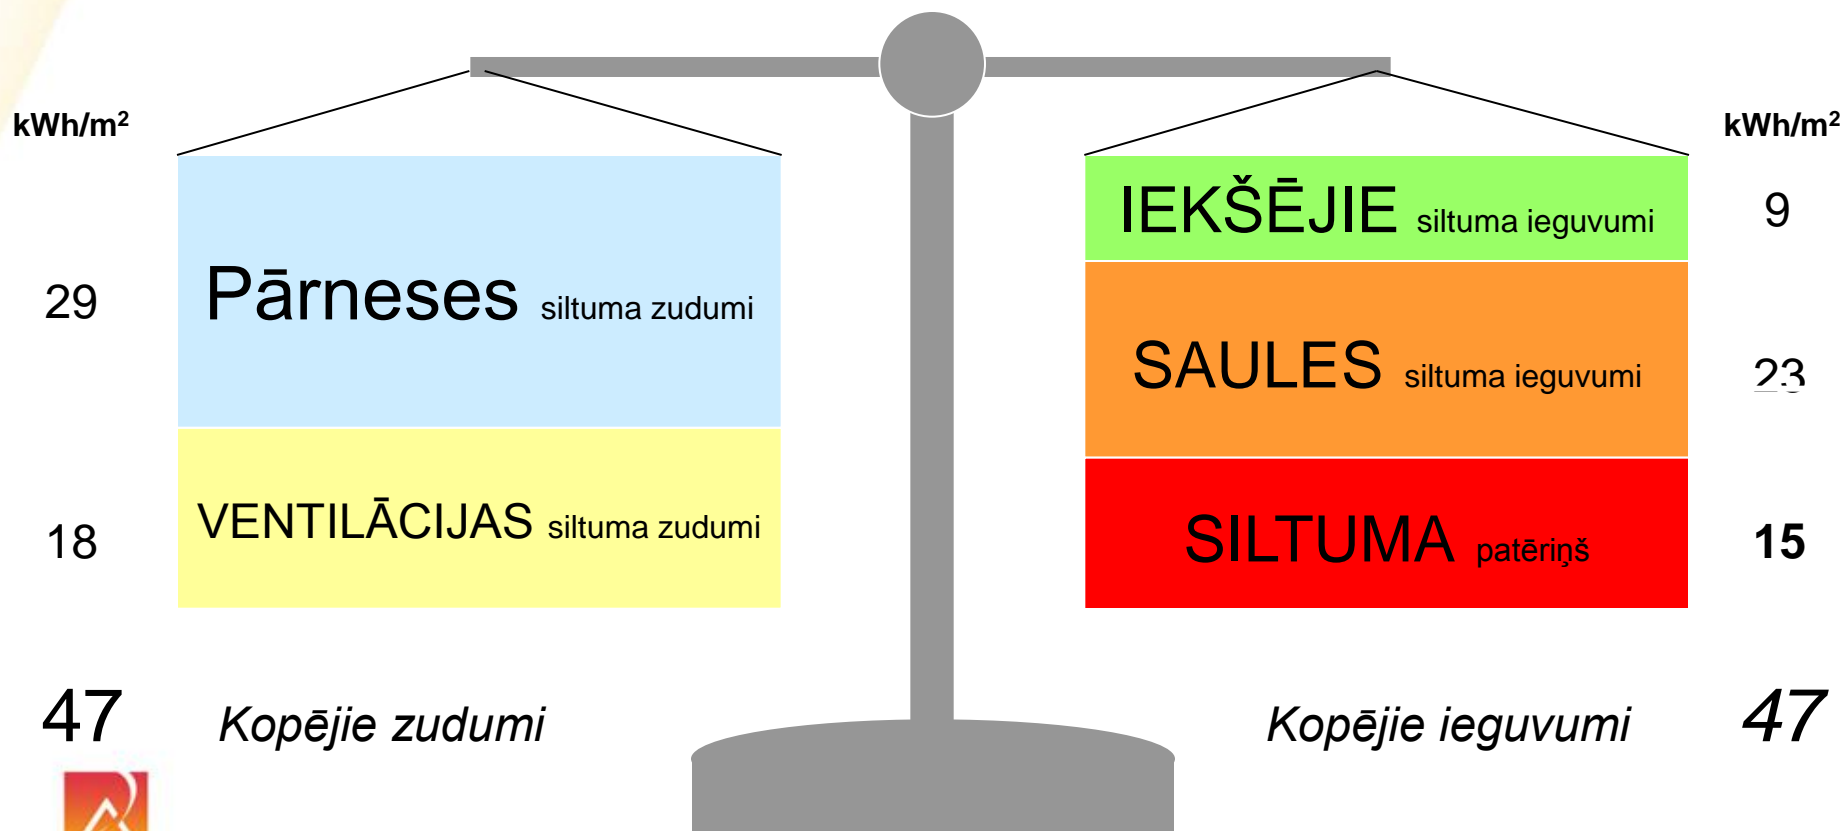 kWh/m²
kWh/m²
29
Pārneses siltuma zudumi
18
VENTILĀCIJAS siltuma zudumi
IEKŠĒJIE siltuma ieguvumi
9
SAULES siltuma ieguvumi
23
SILTUMA patēriņš
15
47
Kopējie zudumi
Kopējie ieguvumi
47